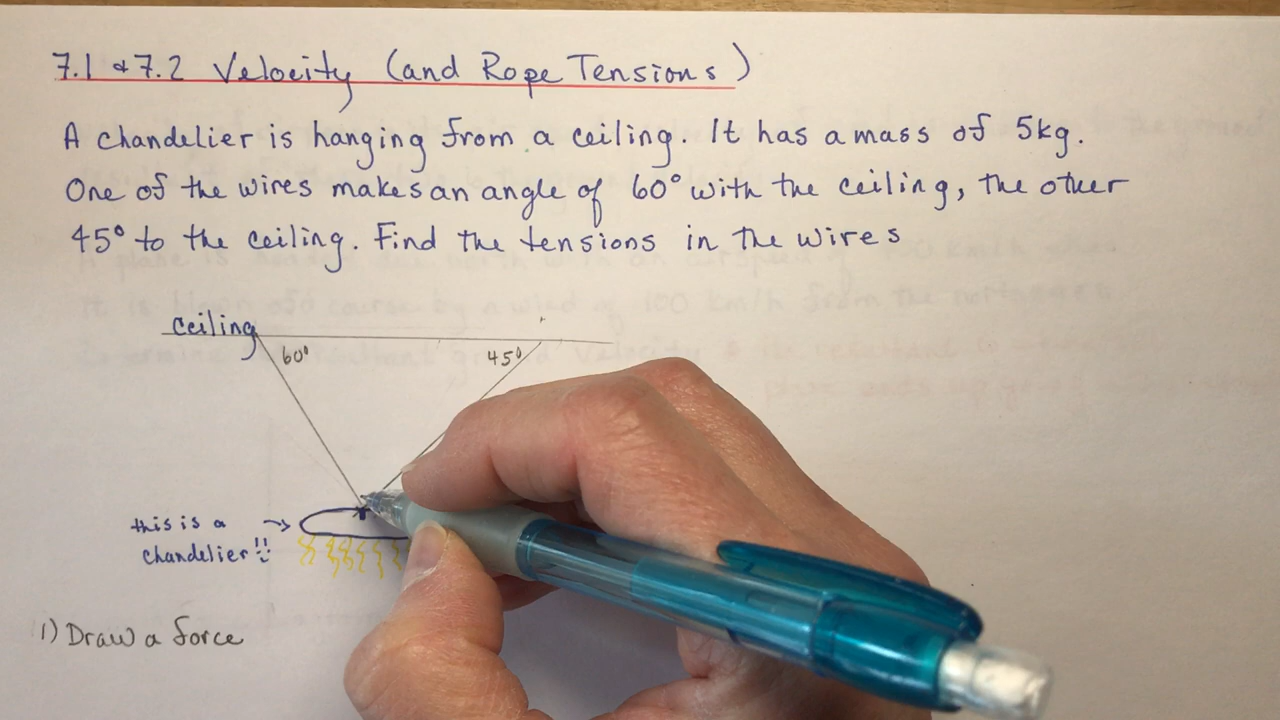 7.1 & 7.2 Velocity (and Rope Tensions)
A chandelier is hanging from a ceiling. It has a mass of 5kg.
One of the wires makes an angle of 60° with the ceiling, the other
45° to the ceiling. Find the tensions in the wires
ceiling
60° 45°
this is a →
chandelier!!
1) Draw a force